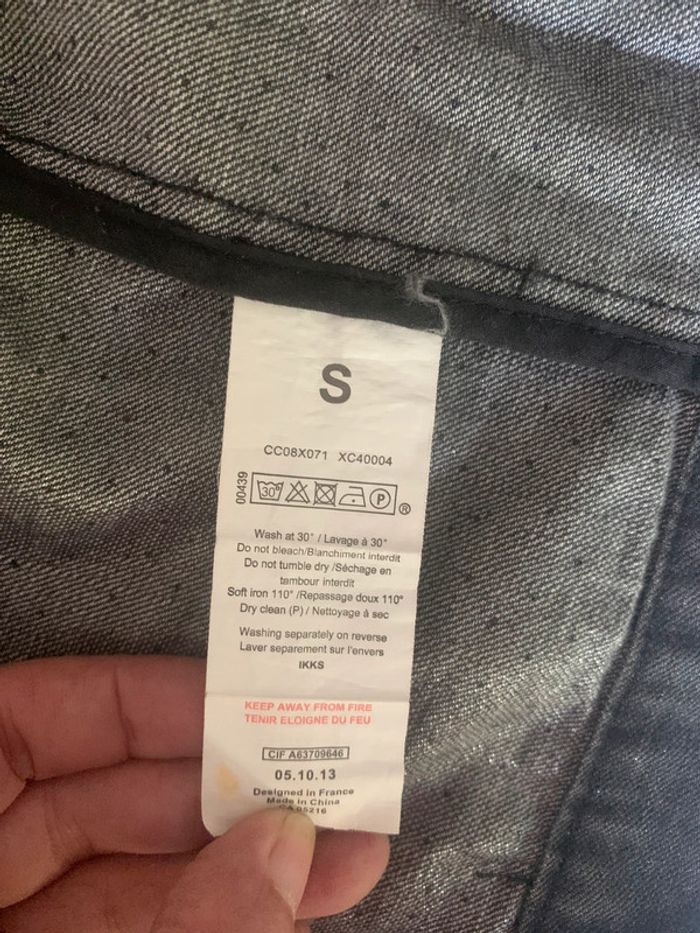 S
CC08X071 XC40004
00439
30° P ®
Wash at 30° / Lavage à 30°
Do not bleach/Blanchiment interdit
Do not tumble dry /Séchage en
tambour interdit
Soft iron 110° /Repassage doux 110°
Dry clean (P) / Nettoyage à sec
Washing separately on reverse
Laver separement sur l'envers
IKKS
KEEP AWAY FROM FIRE
TENIR ELOIGNE DU FEU
CIF A63709646
05.10.13
Designed in France
Made in China
CA 05216